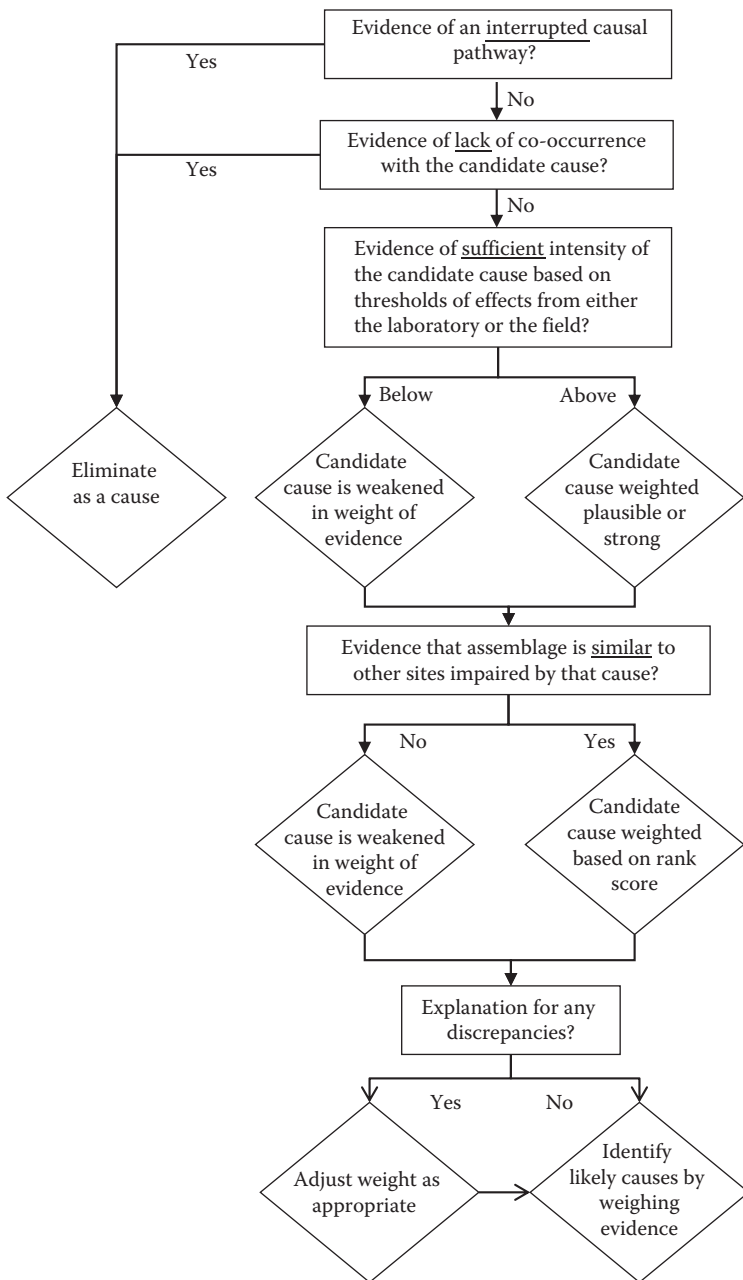 Evidence of an interrupted causal
pathway?
Yes
No
Evidence of lack of co-occurrence
with the candidate cause?
Yes
No
Evidence of sufficient intensity of
the candidate cause based on
thresholds of effects from either
the laboratory or the field?
Below
Above
Eliminate
as a cause
Candidate
cause is weakened
in weight of
evidence
Candidate
cause weighted
plausible or
strong
Evidence that assemblage is similar to
other sites impaired by that cause?
No
Yes
Candidate
cause is weakened
in weight of
evidence
Candidate
cause weighted
based on rank
score
Explanation for any
discrepancies?
Yes
No
Adjust weight as
appropriate
Identify
likely causes by
weighing
evidence